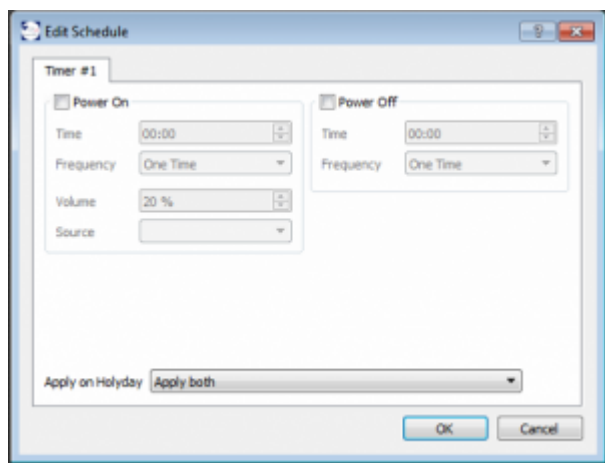 Edit Schedule
Timer #1
Power On
Time 00:00
Frequency One Time
Volume 20 %
Source
Power Off
Time 00:00
Frequency One Time
Apply on Holyday Apply both
OK Cancel